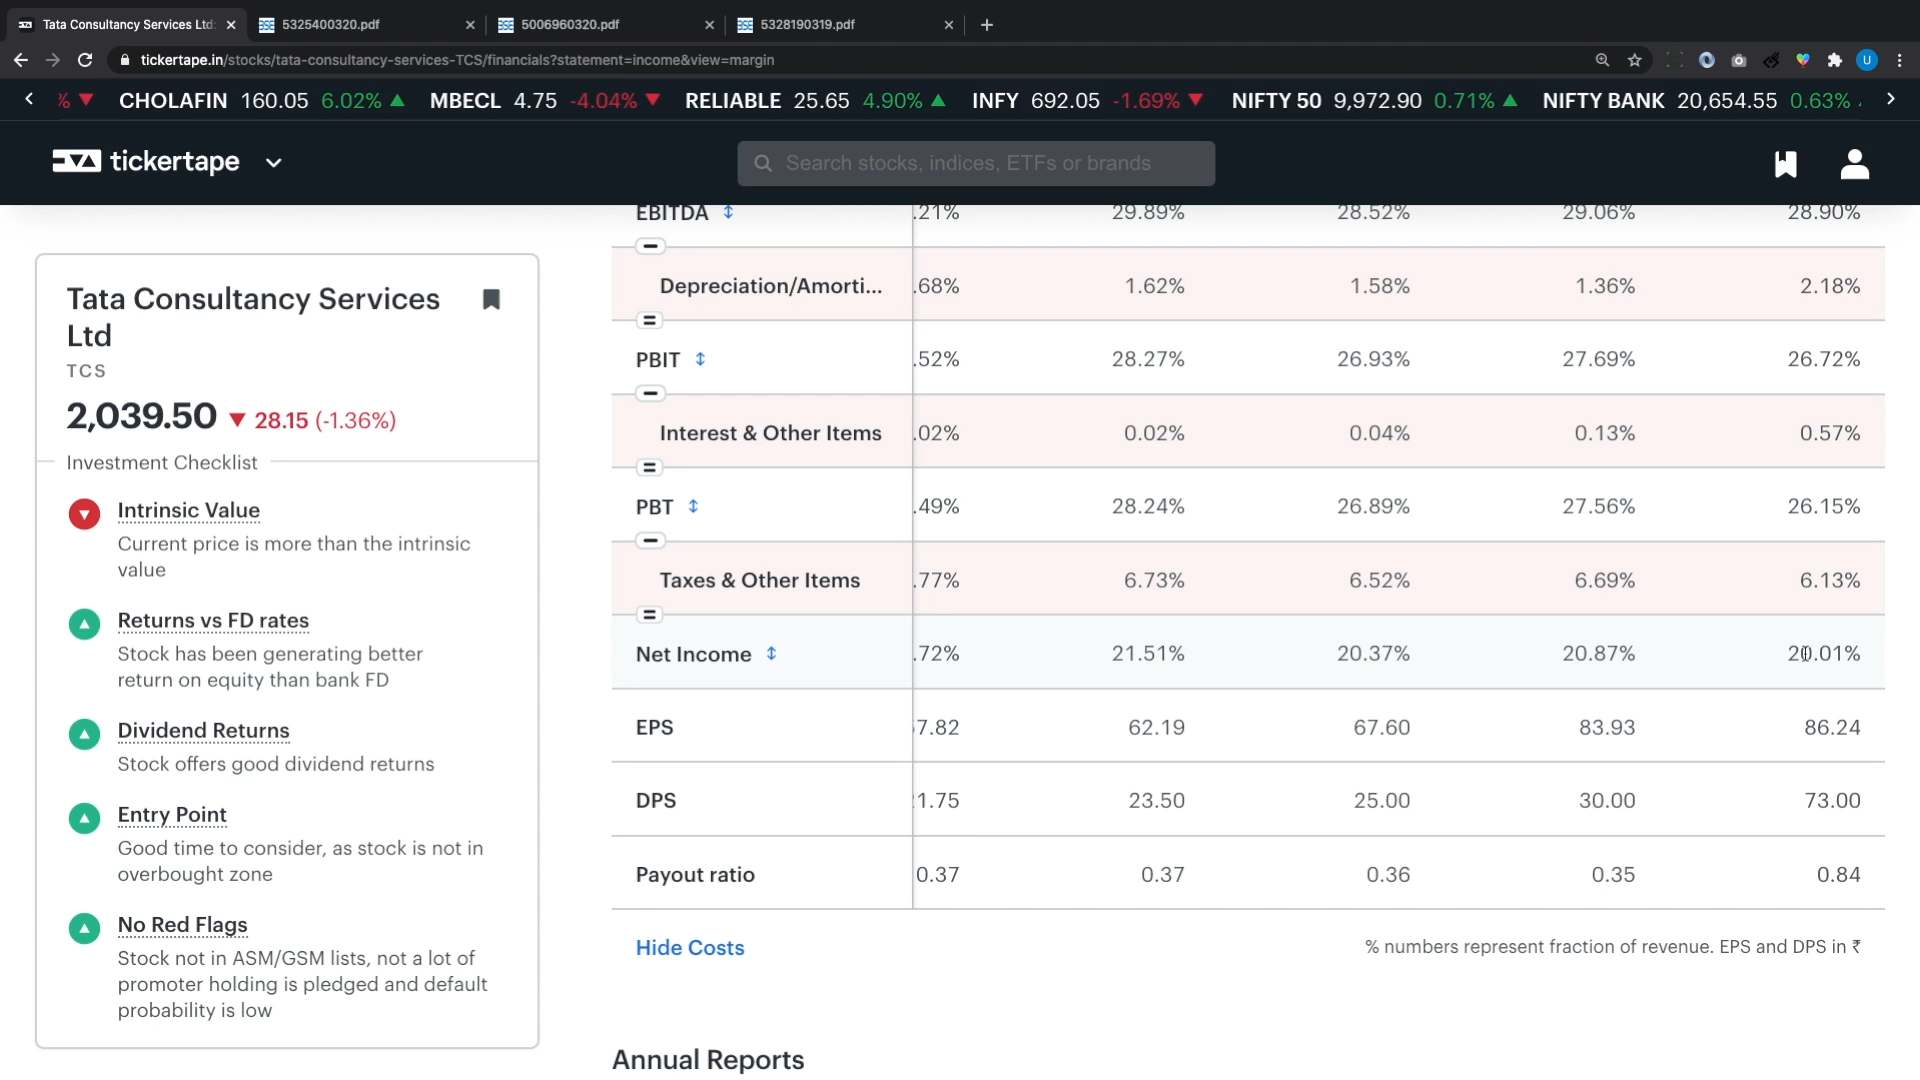 Tata Consultancy Services Ltd:
5325400320.pdf
5006960320.pdf
5328190319.pdf
tickertape.in/stocks/tata-consultancy-services-TCS/financials?statement=income&view=margin
U
% ▼ CHOLAFIN 160.05 6.02% ▲ MBECL 4.75 -4.04% ▼ RELIABLE 25.65 4.90% ▲ INFY 692.05 -1.69% ▼ NIFTY 50 9,972.90 0.71% ▲ NIFTY BANK 20,654.55 0.63%
tickertape
Search stocks, indices, ETFs or brands
Tata Consultancy Services
Ltd
TCS
2,039.50 ▼ 28.15 (-1.36%)
Investment Checklist
Intrinsic Value
Current price is more than the intrinsic
value
Returns vs FD rates
Stock has been generating better
return on equity than bank FD
Dividend Returns
Stock offers good dividend returns
Entry Point
Good time to consider, as stock is not in
overbought zone
No Red Flags
Stock not in ASM/GSM lists, not a lot of
promoter holding is pledged and default
probability is low
EBITDA .21% 29.89% 28.52% 29.06% 28.90%
Depreciation/Amorti... .68% 1.62% 1.58% 1.36% 2.18%
PBIT .52% 28.27% 26.93% 27.69% 26.72%
Interest & Other Items .02% 0.02% 0.04% 0.13% 0.57%
PBT .49% 28.24% 26.89% 27.56% 26.15%
Taxes & Other Items .77% 6.73% 6.52% 6.69% 6.13%
Net Income .72% 21.51% 20.37% 20.87% 20.01%
EPS 7.82 62.19 67.60 83.93 86.24
DPS 1.75 23.50 25.00 30.00 73.00
Payout ratio 0.37 0.37 0.36 0.35 0.84
Hide Costs
% numbers represent fraction of revenue. EPS and DPS in ₹
Annual Reports